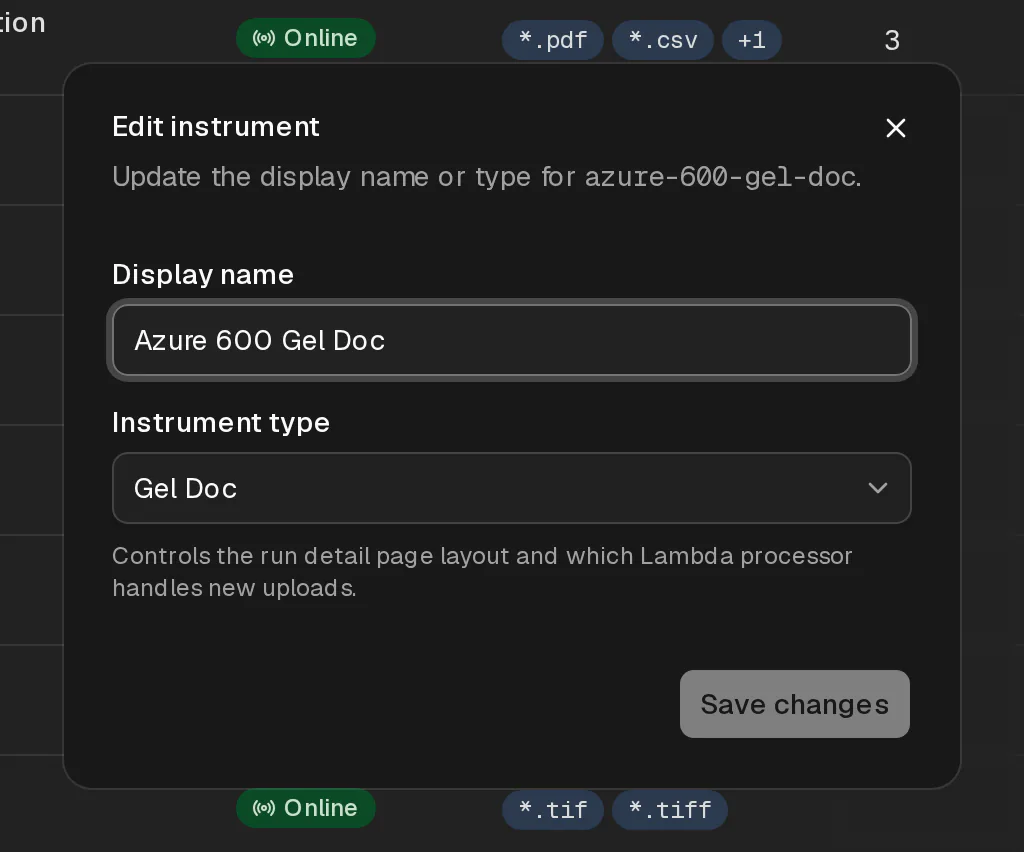 tion
Online *.pdf *.csv +1 3
Edit instrument
Update the display name or type for azure-600-gel-doc.
Display name
Azure 600 Gel Doc
Instrument type
Gel Doc
Controls the run detail page layout and which Lambda processor
handles new uploads.
Save changes
Online *.tif *.tiff